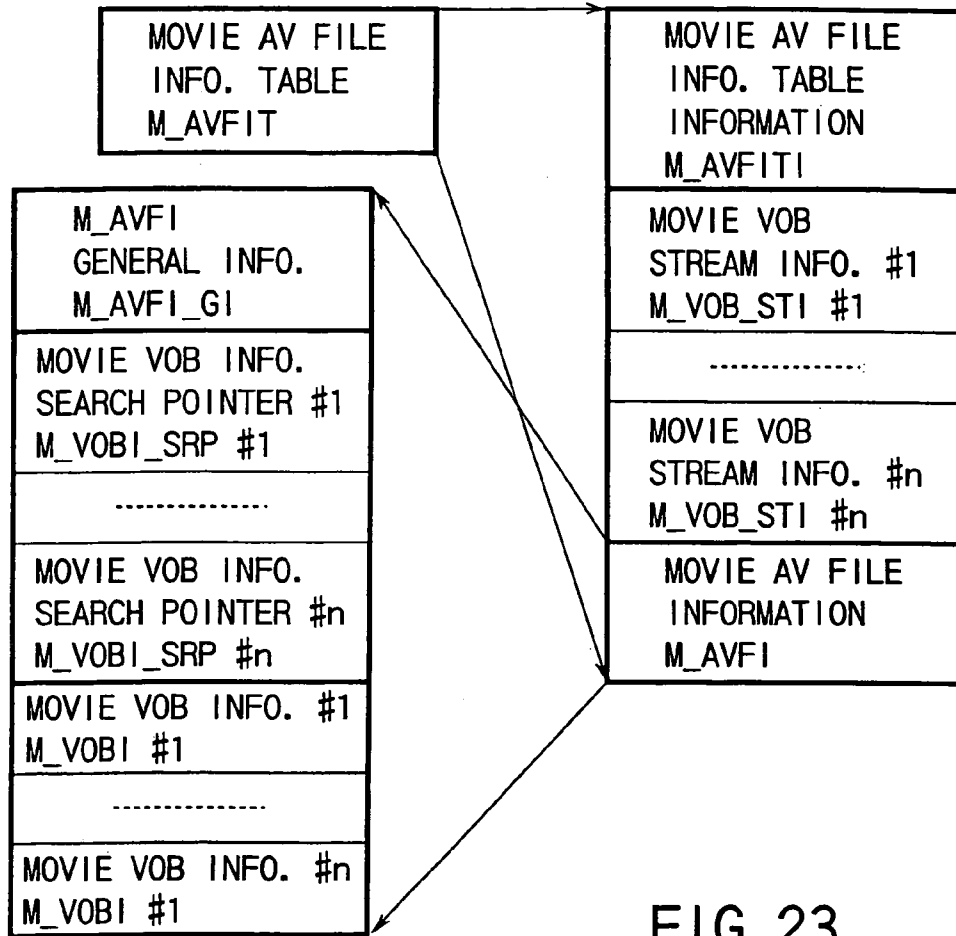 MOVIE AV FILE
INFO. TABLE
M_AVFIT
MOVIE AV FILE
INFO. TABLE
INFORMATION
M_AVFITI
MOVIE VOB
STREAM INFO. #1
M_VOB_STI #1
MOVIE VOB
STREAM INFO. #n
M_VOB_STI #n
MOVIE AV FILE
INFORMATION
M_AVFI
M_AVFI
GENERAL INFO.
M_AVFI_GI
MOVIE VOB INFO.
SEARCH POINTER #1
M_VOBI_SRP #1
MOVIE VOB INFO.
SEARCH POINTER #n
M_VOBI_SRP #n
MOVIE VOB INFO. #1
M_VOBI #1
MOVIE VOB INFO. #n
M_VOBI #1
FIG. 23